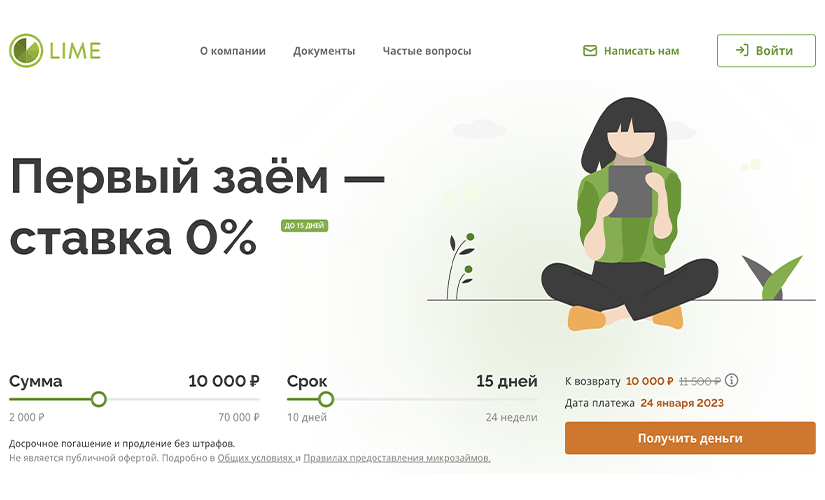 LIME
О компании
Документы
Частые вопросы
Написать нам
Войти
Первый заём —
ставка 0%
ДО 15 ДНЕЙ
Сумма
10 000 ₽
2 000 ₽
70 000 ₽
Срок
15 дней
10 дней
24 недели
К возврату 10 000 ₽ 11 500 ₽
Дата платежа 24 января 2023
Получить деньги
Досрочное погашение и продление без штрафов.
Не является публичной офертой. Подробно в Общих условиях и Правилах предоставления микрозаймов.